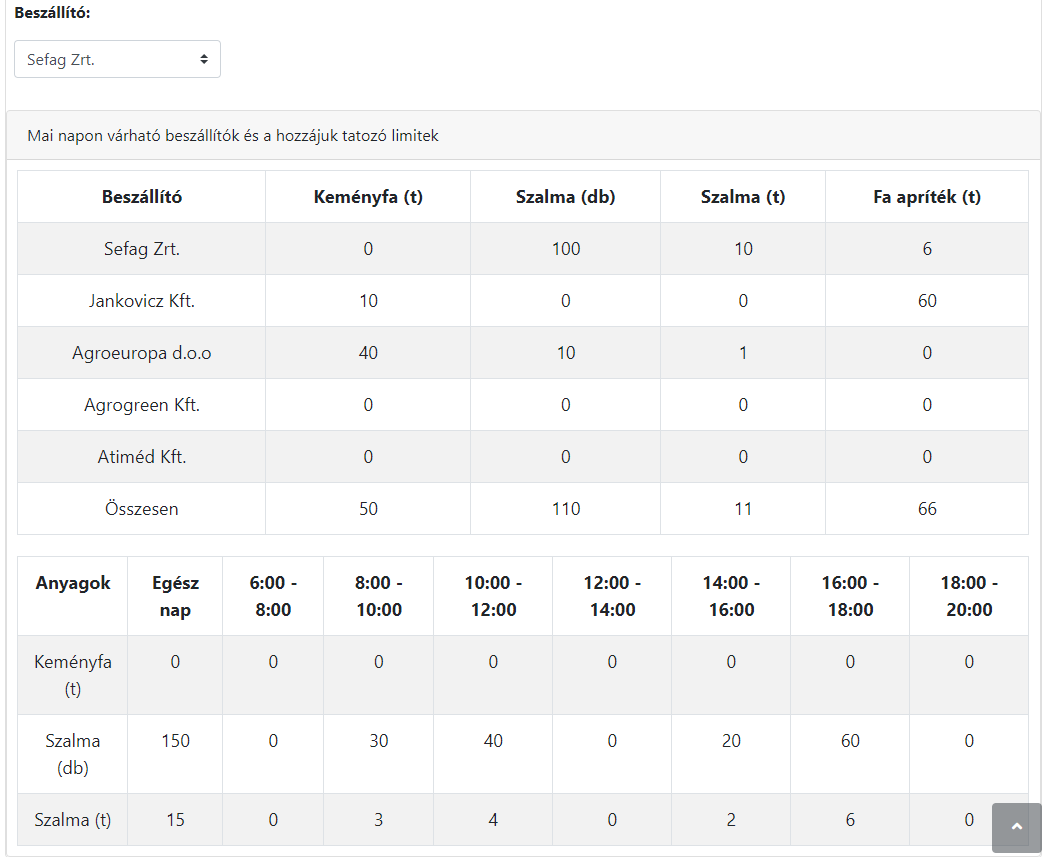 Beszállító:
Sefag Zrt.
Mai napon várható beszállítók és a hozzájuk tatozó limitek
Beszállító Keményfa (t) Szalma (db) Szalma (t) Fa apríték (t)
Sefag Zrt. 0 100 10 6
Jankovicz Kft. 10 0 0 60
Agroeuropa d.o.o 40 10 1 0
Agrogreen Kft. 0 0 0 0
Atiméd Kft. 0 0 0 0
Összesen 50 110 11 66
Anyagok Egész 6:00 - 8:00 - 10:00 - 12:00 - 14:00 - 16:00 - 18:00 -
nap 8:00 10:00 12:00 14:00 16:00 18:00 20:00
Keményfa 0 0 0 0 0 0 0 0
(t)
Szalma 150 0 30 40 0 20 60 0
(db)
Szalma (t) 15 0 3 4 0 2 6 0